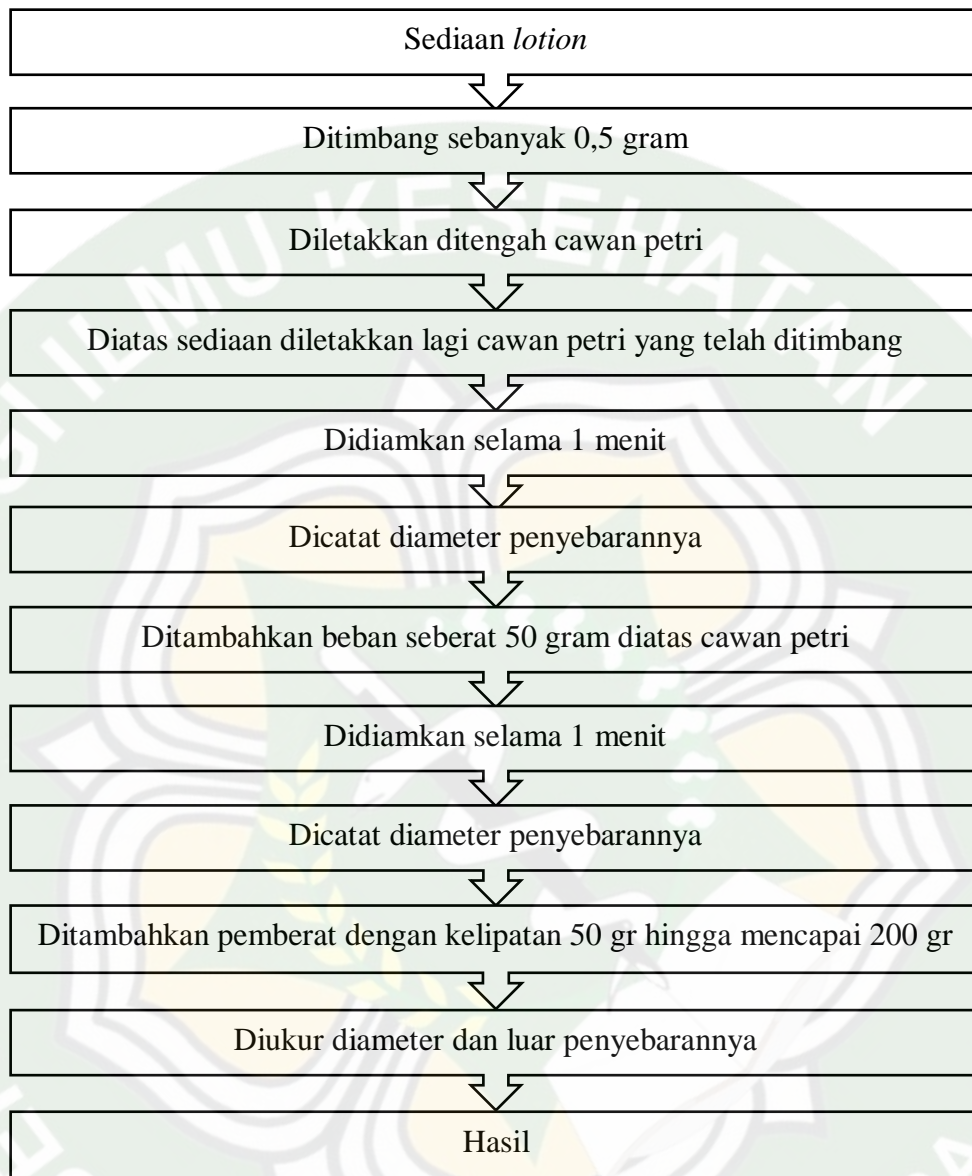 Sediaan lotion
Ditimbang sebanyak 0,5 gram
Diletakkan ditengah cawan petri
Diatas sediaan diletakkan lagi cawan petri yang telah ditimbang
Didiamkan selama 1 menit
Dicatat diameter penyebarannya
Ditambahkan beban seberat 50 gram diatas cawan petri
Didiamkan selama 1 menit
Dicatat diameter penyebarannya
Ditambahkan pemberat dengan kelipatan 50 gr hingga mencapai 200 gr
Diukur diameter dan luar penyebarannya
Hasil
ILMU KESEHATAN